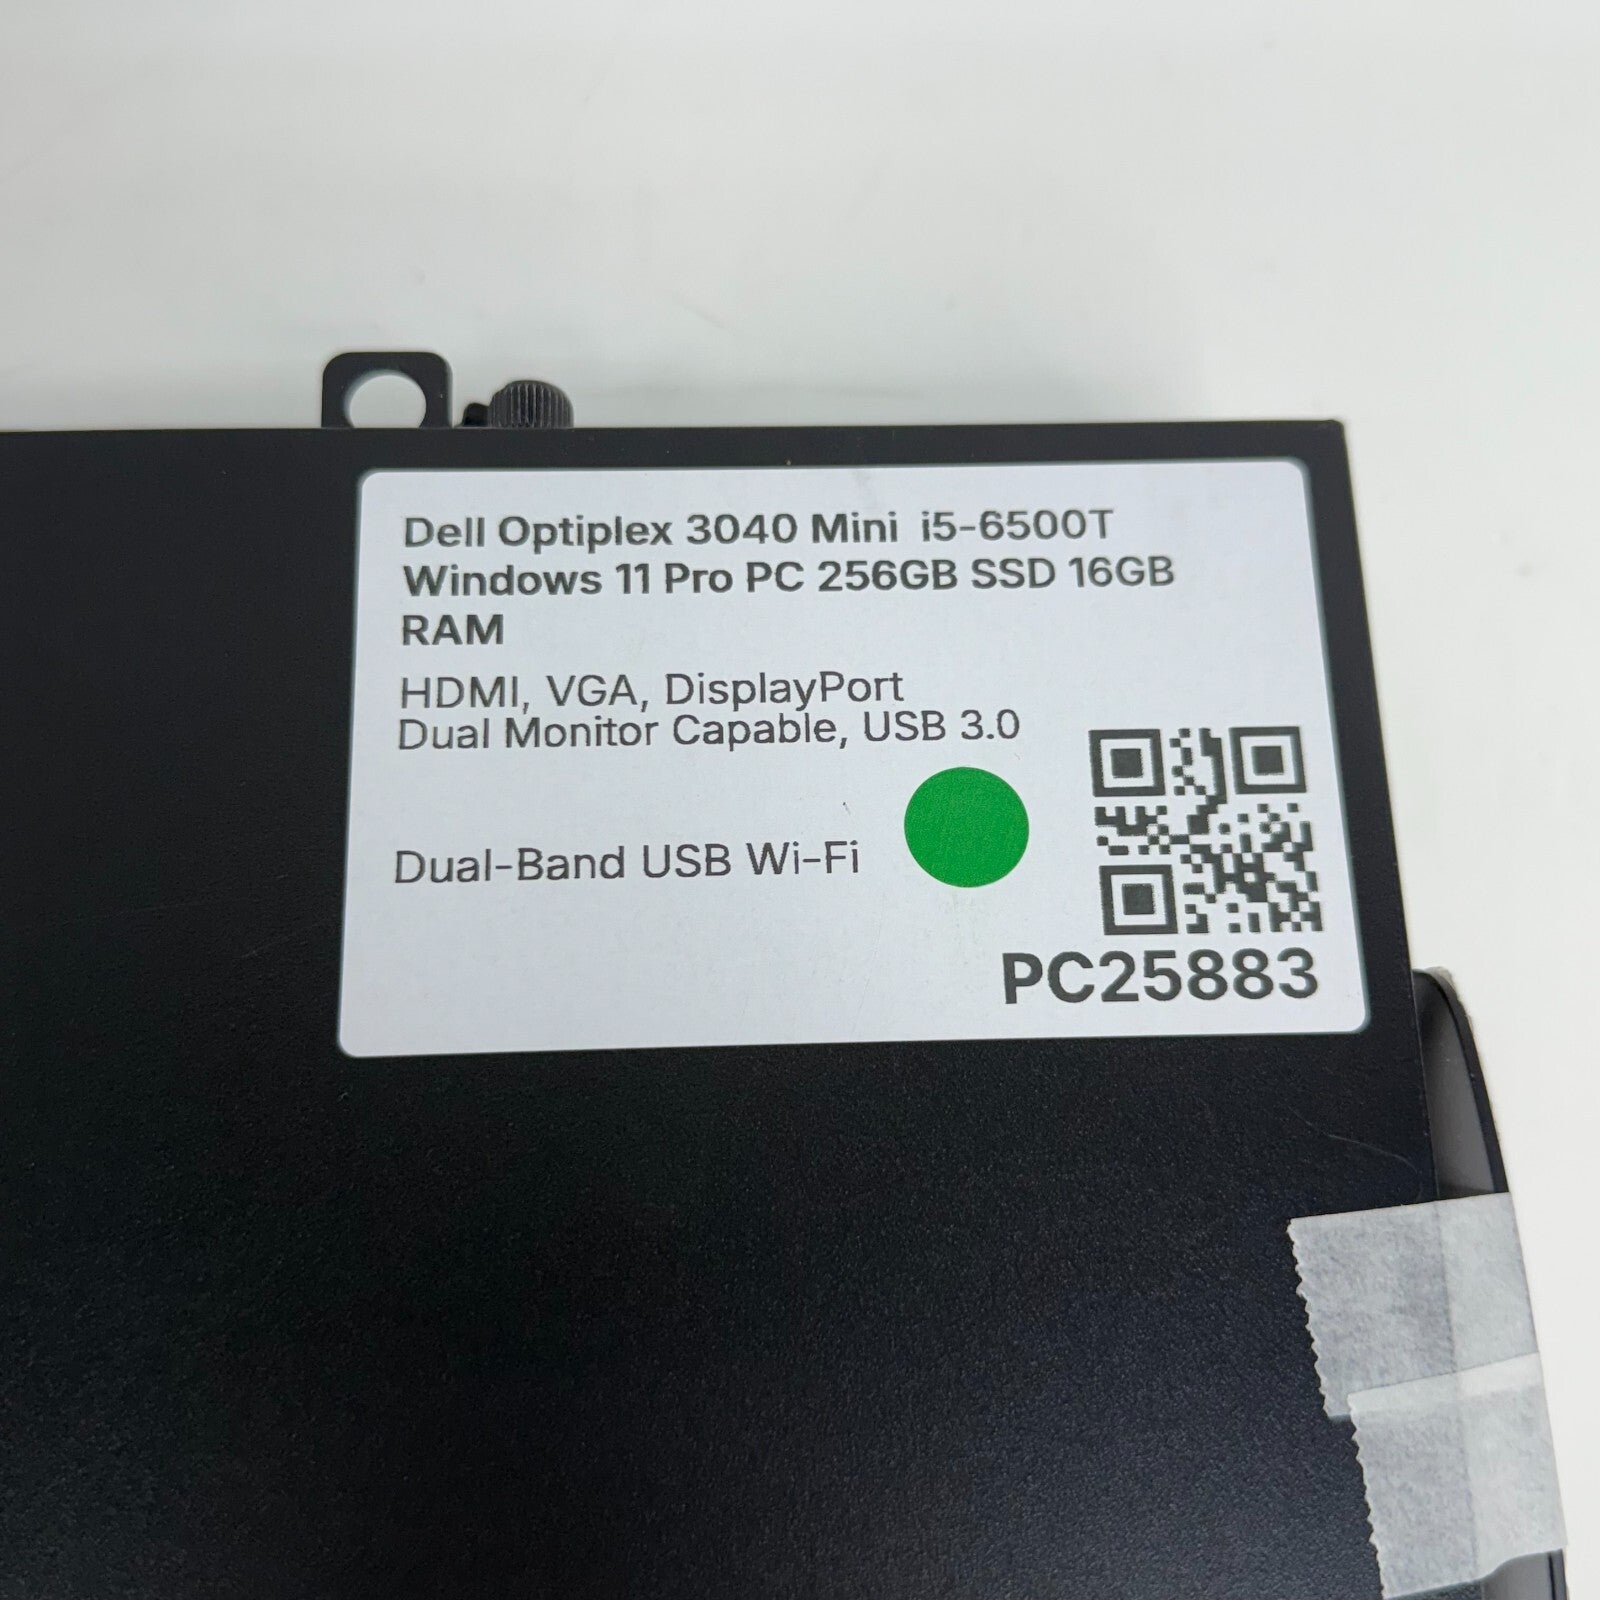 Dell Optiplex 3040 Mini i5-6500T
Windows 11 Pro PC 256GB SSD 16GB
RAM
HDMI, VGA, DisplayPort
Dual Monitor Capable, USB 3.0
Dual-Band USB Wi-Fi
PC25883